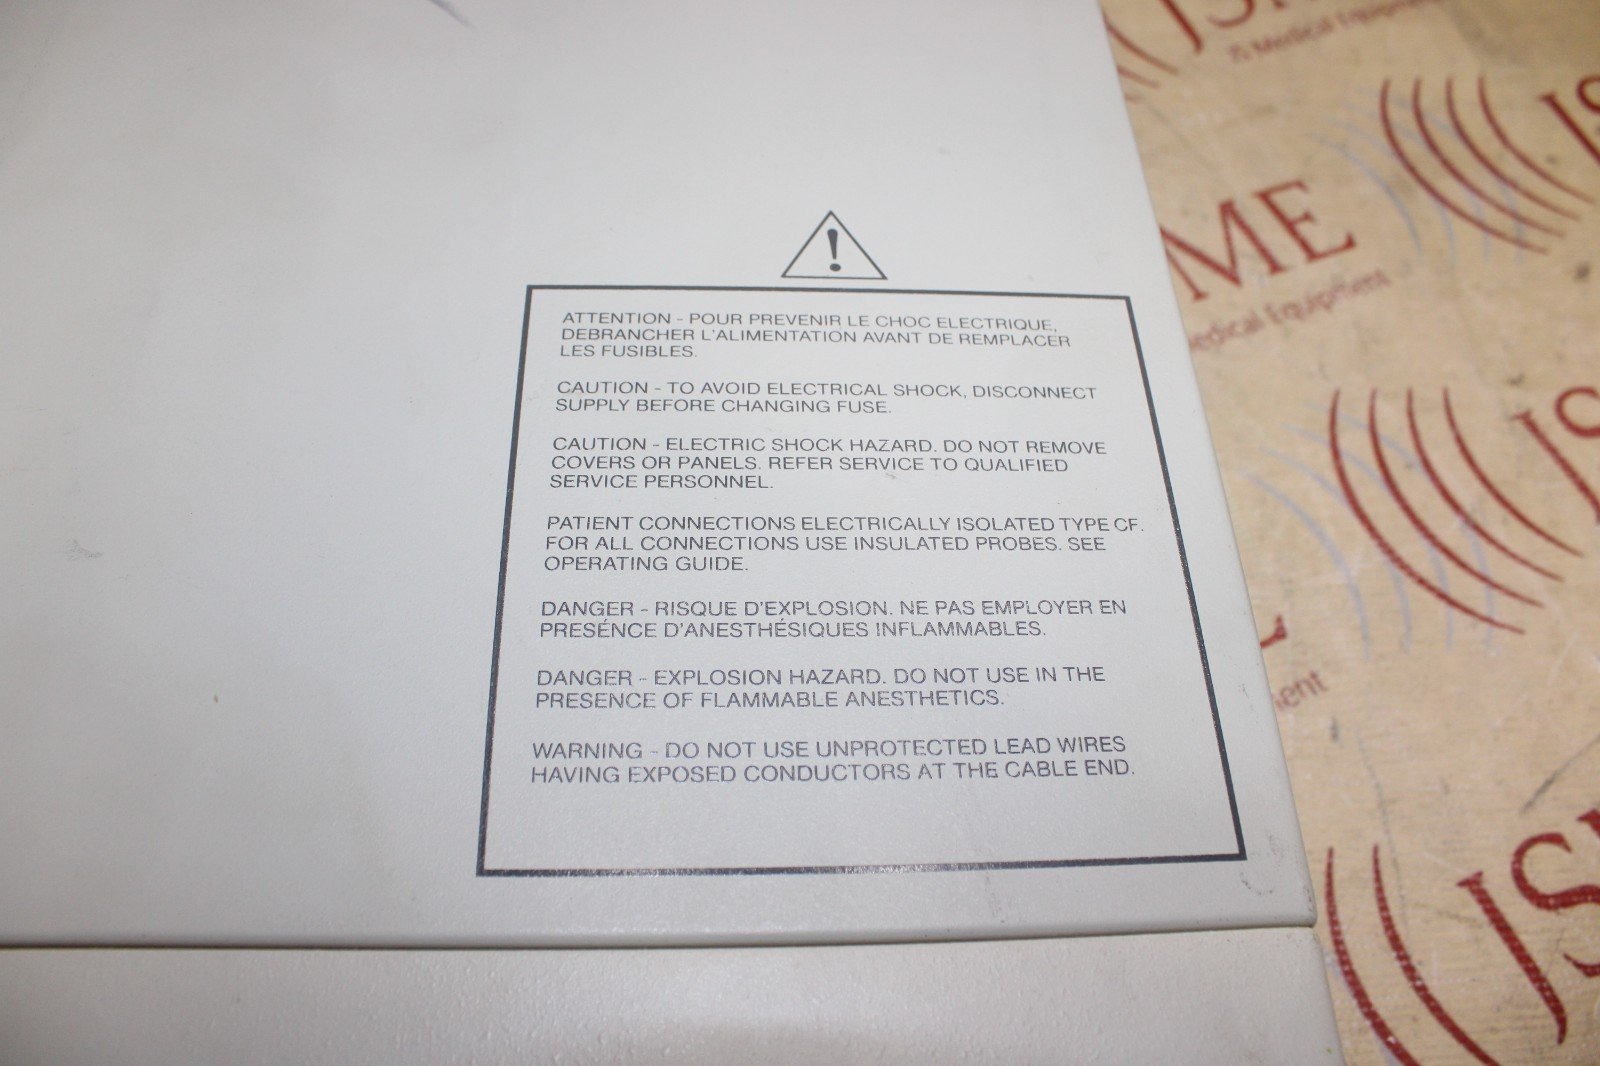 !
ATTENTION - POUR PREVENIR LE CHOC ELECTRIQUE,
DEBRANCHER L'ALIMENTATION AVANT DE REMPLACER
LES FUSIBLES.
CAUTION - TO AVOID ELECTRICAL SHOCK, DISCONNECT
SUPPLY BEFORE CHANGING FUSE.
CAUTION - ELECTRIC SHOCK HAZARD. DO NOT REMOVE
COVERS OR PANELS. REFER SERVICE TO QUALIFIED
SERVICE PERSONNEL.
PATIENT CONNECTIONS ELECTRICALLY ISOLATED TYPE CF.
FOR ALL CONNECTIONS USE INSULATED PROBES. SEE
OPERATING GUIDE.
DANGER - RISQUE D'EXPLOSION. NE PAS EMPLOYER EN
PRESÉNCE D'ANESTHÉSIQUES INFLAMMABLES.
DANGER - EXPLOSION HAZARD. DO NOT USE IN THE
PRESENCE OF FLAMMABLE ANESTHETICS.
WARNING - DO NOT USE UNPROTECTED LEAD WIRES
HAVING EXPOSED CONDUCTORS AT THE CABLE END.
Medical Equipment
ME
Equipment